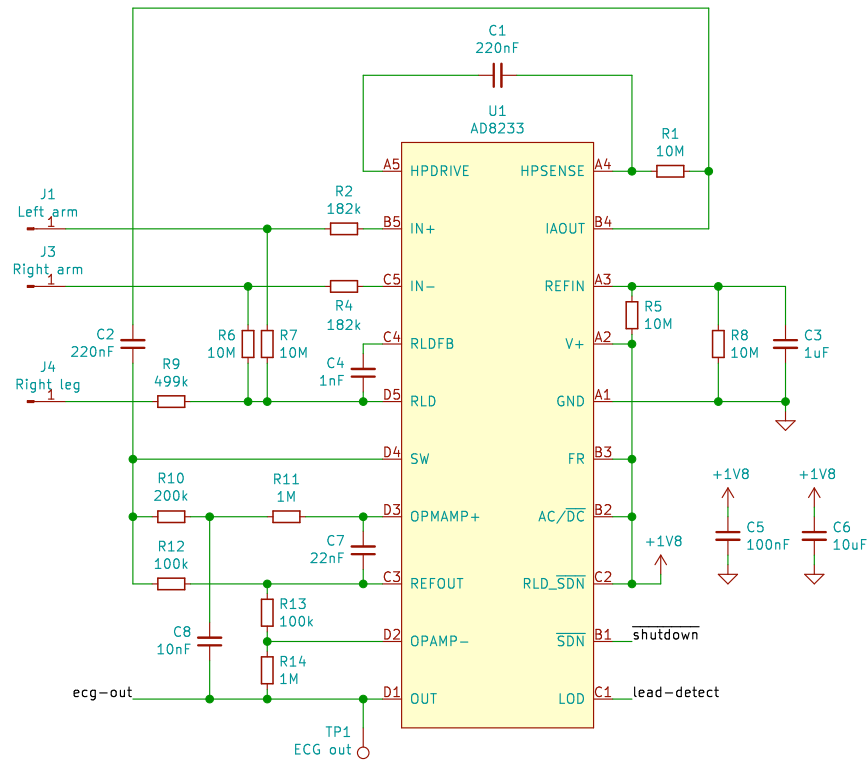 C1
220nF
U1
AD8233
R1
10M
A5 HPDRIVE HPSENSE A4
J1
Left arm
1
R2
182k
B5 IN+ IAOUT B4
J3
Right arm
1
C5 IN- REFIN A3
R4
182k
R5
10M
C2
220nF
R6
10M
R7
10M
C4 RLDFB V+ A2
R8
10M
C3
1uF
J4
Right leg
1
R9
499k
C4
1nF
D5 RLD GND A1
D4 SW FR B3
R10
200k
R11
1M
+1V8
+1V8
D3 OPMAMP+ AC/DC B2
C5
100nF
C6
10uF
R12
100k
C7
22nF
+1V8
C3 REFOUT RLD_SDN C2
R13
100k
C8
10nF
D2 OPAMP- SDN B1 shutdown
R14
1M
ecg-out
D1 OUT LOD C1 lead-detect
TP1
ECG out